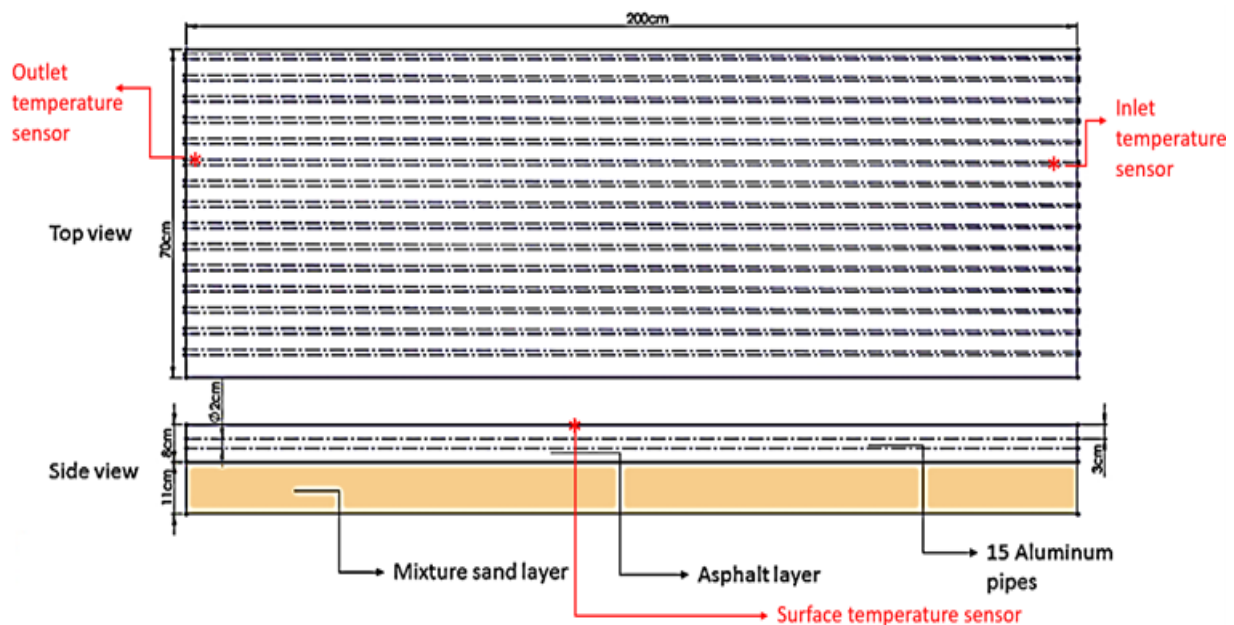 200cm
Outlet
temperature
sensor
Inlet
temperature
sensor
Top view
70cm
Ø2cm
8cm
3cm
Side view
11cm
Mixture sand layer
Asphalt layer
15 Aluminum
pipes
Surface temperature sensor